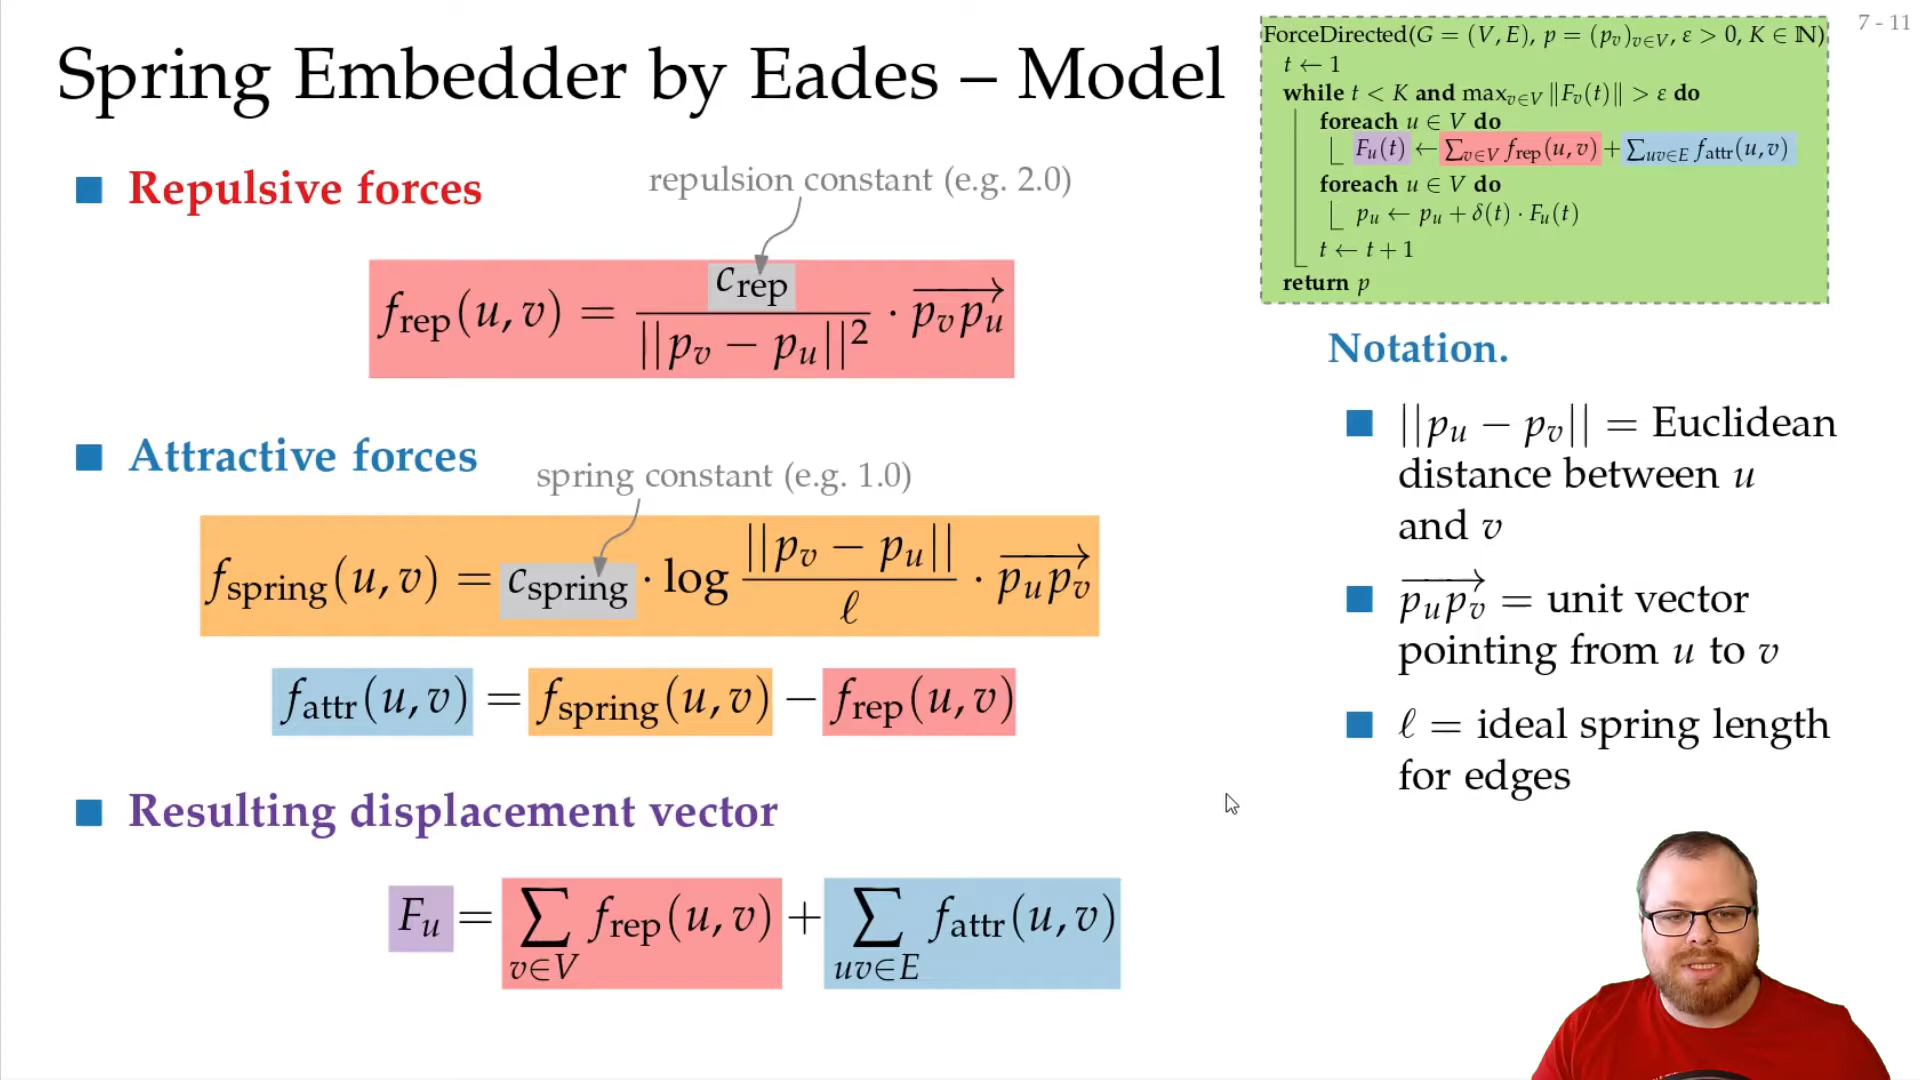 7 - 11
Spring Embedder by Eades – Model
Repulsive forces
repulsion constant (e.g. 2.0)
f_rep(u, v) = c_rep / ||p_v − p_u||² · \overrightarrow{p_v p_u}
Attractive forces
spring constant (e.g. 1.0)
f_spring(u, v) = c_spring · log ||p_v − p_u|| / ℓ · \overrightarrow{p_u p_v}
f_attr(u, v) = f_spring(u, v) − f_rep(u, v)
Resulting displacement vector
F_u = ∑_{v∈V} f_rep(u, v) + ∑_{uv∈E} f_attr(u, v)
ForceDirected(G = (V, E), p = (p_v)_{v∈V}, ε > 0, K ∈ ℕ)
t ← 1
while t < K and max_{v∈V} ‖F_v(t)‖ > ε do
foreach u ∈ V do
F_u(t) ← ∑_{v∈V} f_rep(u, v) + ∑_{uv∈E} f_attr(u, v)
foreach u ∈ V do
p_u ← p_u + δ(t) · F_u(t)
t ← t + 1
return p
Notation.
||p_u − p_v|| = Euclidean
distance between u
and v
\overrightarrow{p_u p_v} = unit vector
pointing from u to v
ℓ = ideal spring length
for edges